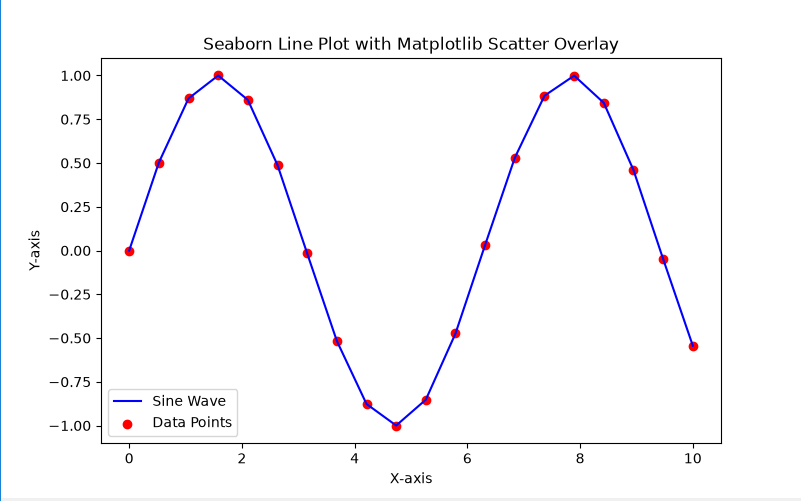 Seaborn Line Plot with Matplotlib Scatter Overlay
1.00
0.75
0.50
0.25
0.00
−0.25
−0.50
−0.75
−1.00
Y-axis
Sine Wave
Data Points
0 2 4 6 8 10
X-axis